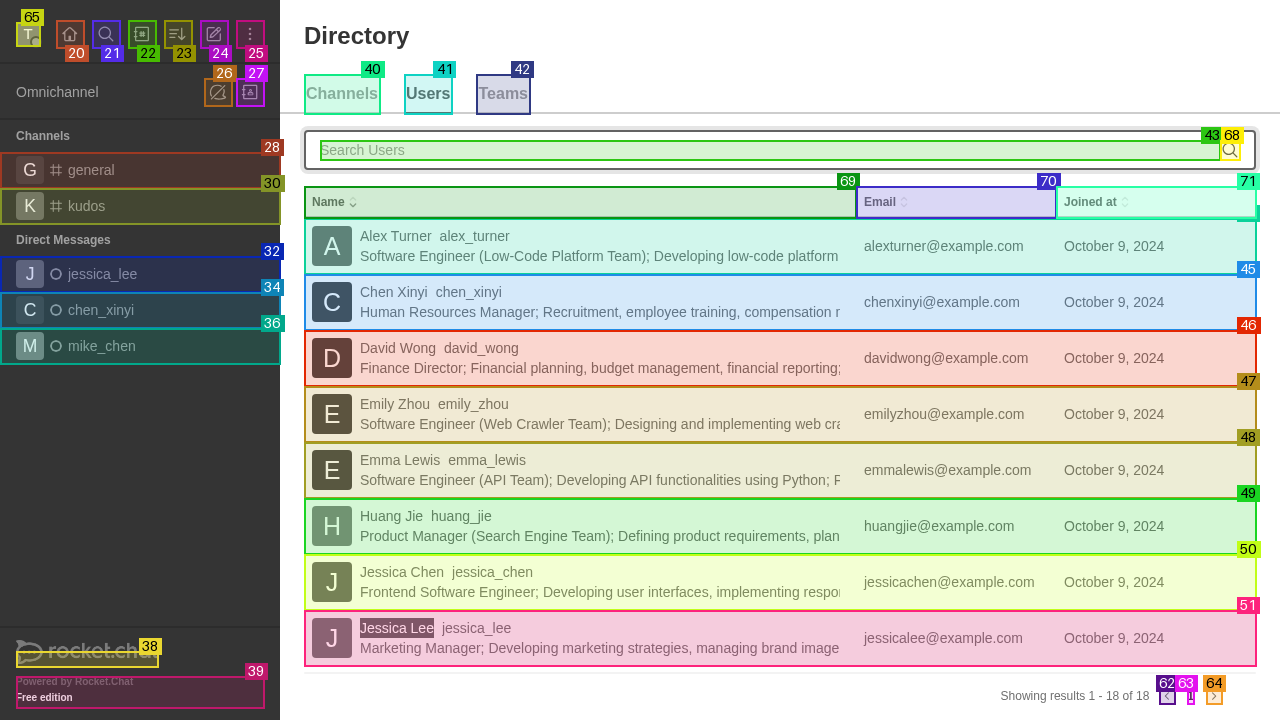 65
T
20
21
22
23
24
25
Omnichannel
26
27
Channels
28
G general
30
K kudos
Direct Messages
32
J jessica_lee
34
C chen_xinyi
36
M mike_chen
38
rocket.chat
39
Powered by Rocket.Chat
Free edition
Directory
40
41
42
Channels
Users
Teams
43
68
Search Users
69
70
71
Name
Email
Joined at
A
Alex Turner alex_turner
Software Engineer (Low-Code Platform Team); Developing low-code platform
alexturner@example.com
October 9, 2024
45
C
Chen Xinyi chen_xinyi
Human Resources Manager; Recruitment, employee training, compensation
chenxinyi@example.com
October 9, 2024
46
D
David Wong david_wong
Finance Director; Financial planning, budget management, financial reporting;
davidwong@example.com
October 9, 2024
47
E
Emily Zhou emily_zhou
Software Engineer (Web Crawler Team); Designing and implementing web
emilyzhou@example.com
October 9, 2024
48
E
Emma Lewis emma_lewis
Software Engineer (API Team); Developing API functionalities using Python;
emmalewis@example.com
October 9, 2024
49
H
Huang Jie huang_jie
Product Manager (Search Engine Team); Defining product requirements, plan
huangjie@example.com
October 9, 2024
50
J
Jessica Chen jessica_chen
Frontend Software Engineer; Developing user interfaces, implementing respo
jessicachen@example.com
October 9, 2024
51
J
Jessica Lee jessica_lee
Marketing Manager; Developing marketing strategies, managing brand image
jessicalee@example.com
October 9, 2024
Showing results 1 - 18 of 18
62
63
64
1